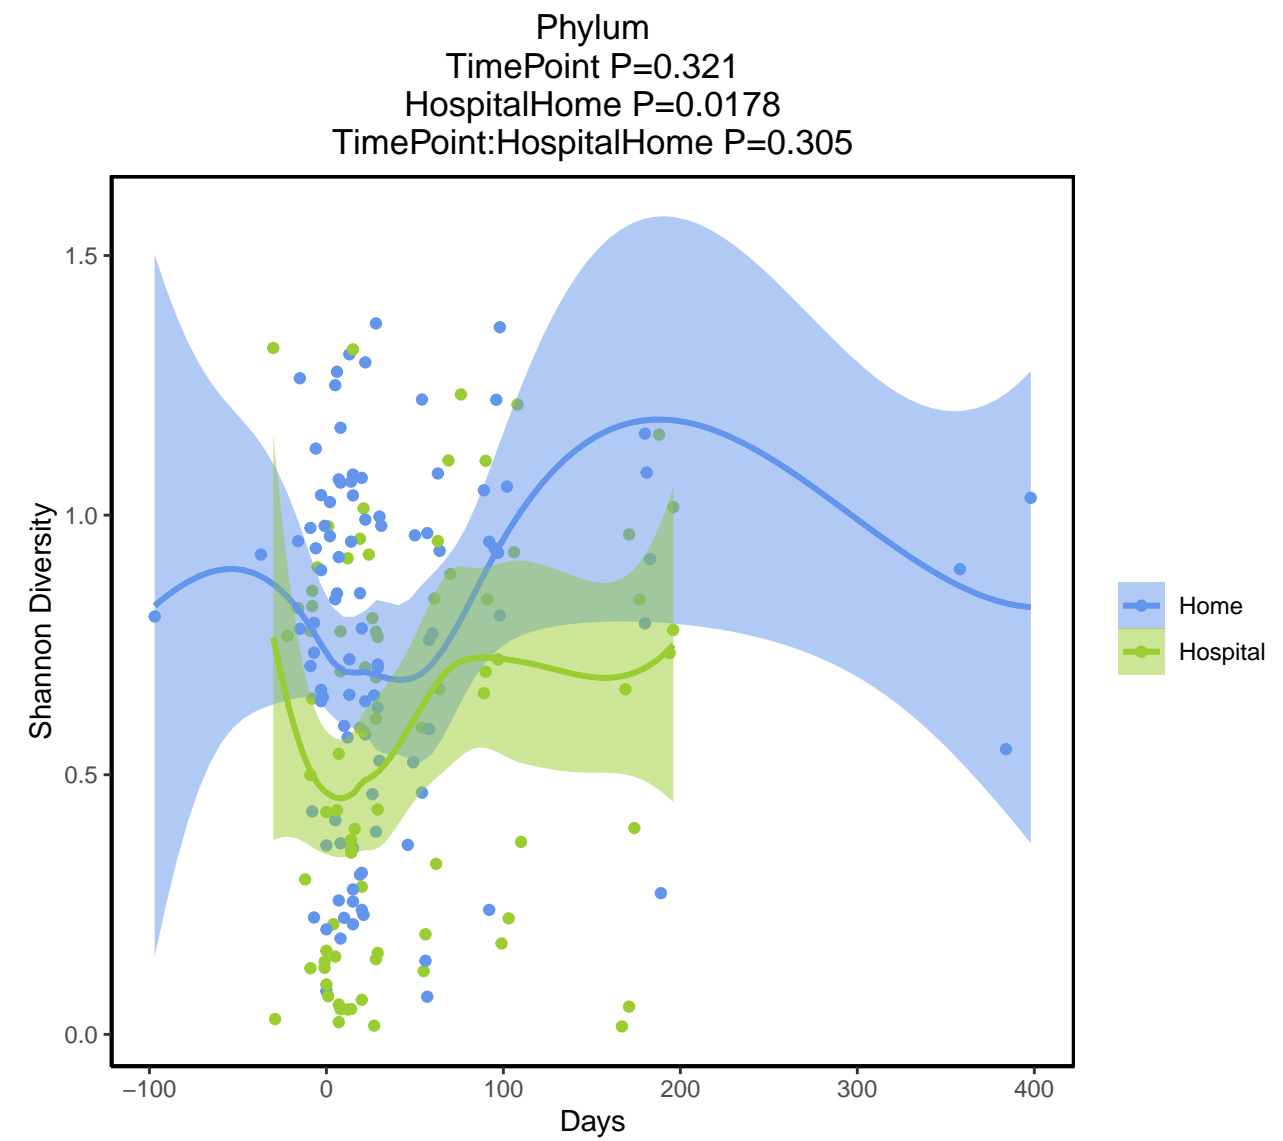 Phylum
TimePoint P=0.321
HospitalHome P=0.0178
TimePoint:HospitalHome P=0.305
Shannon Diversity
1.5
1.0
0.5
0.0
−100 0 100 200 300 400
Days
Home
Hospital